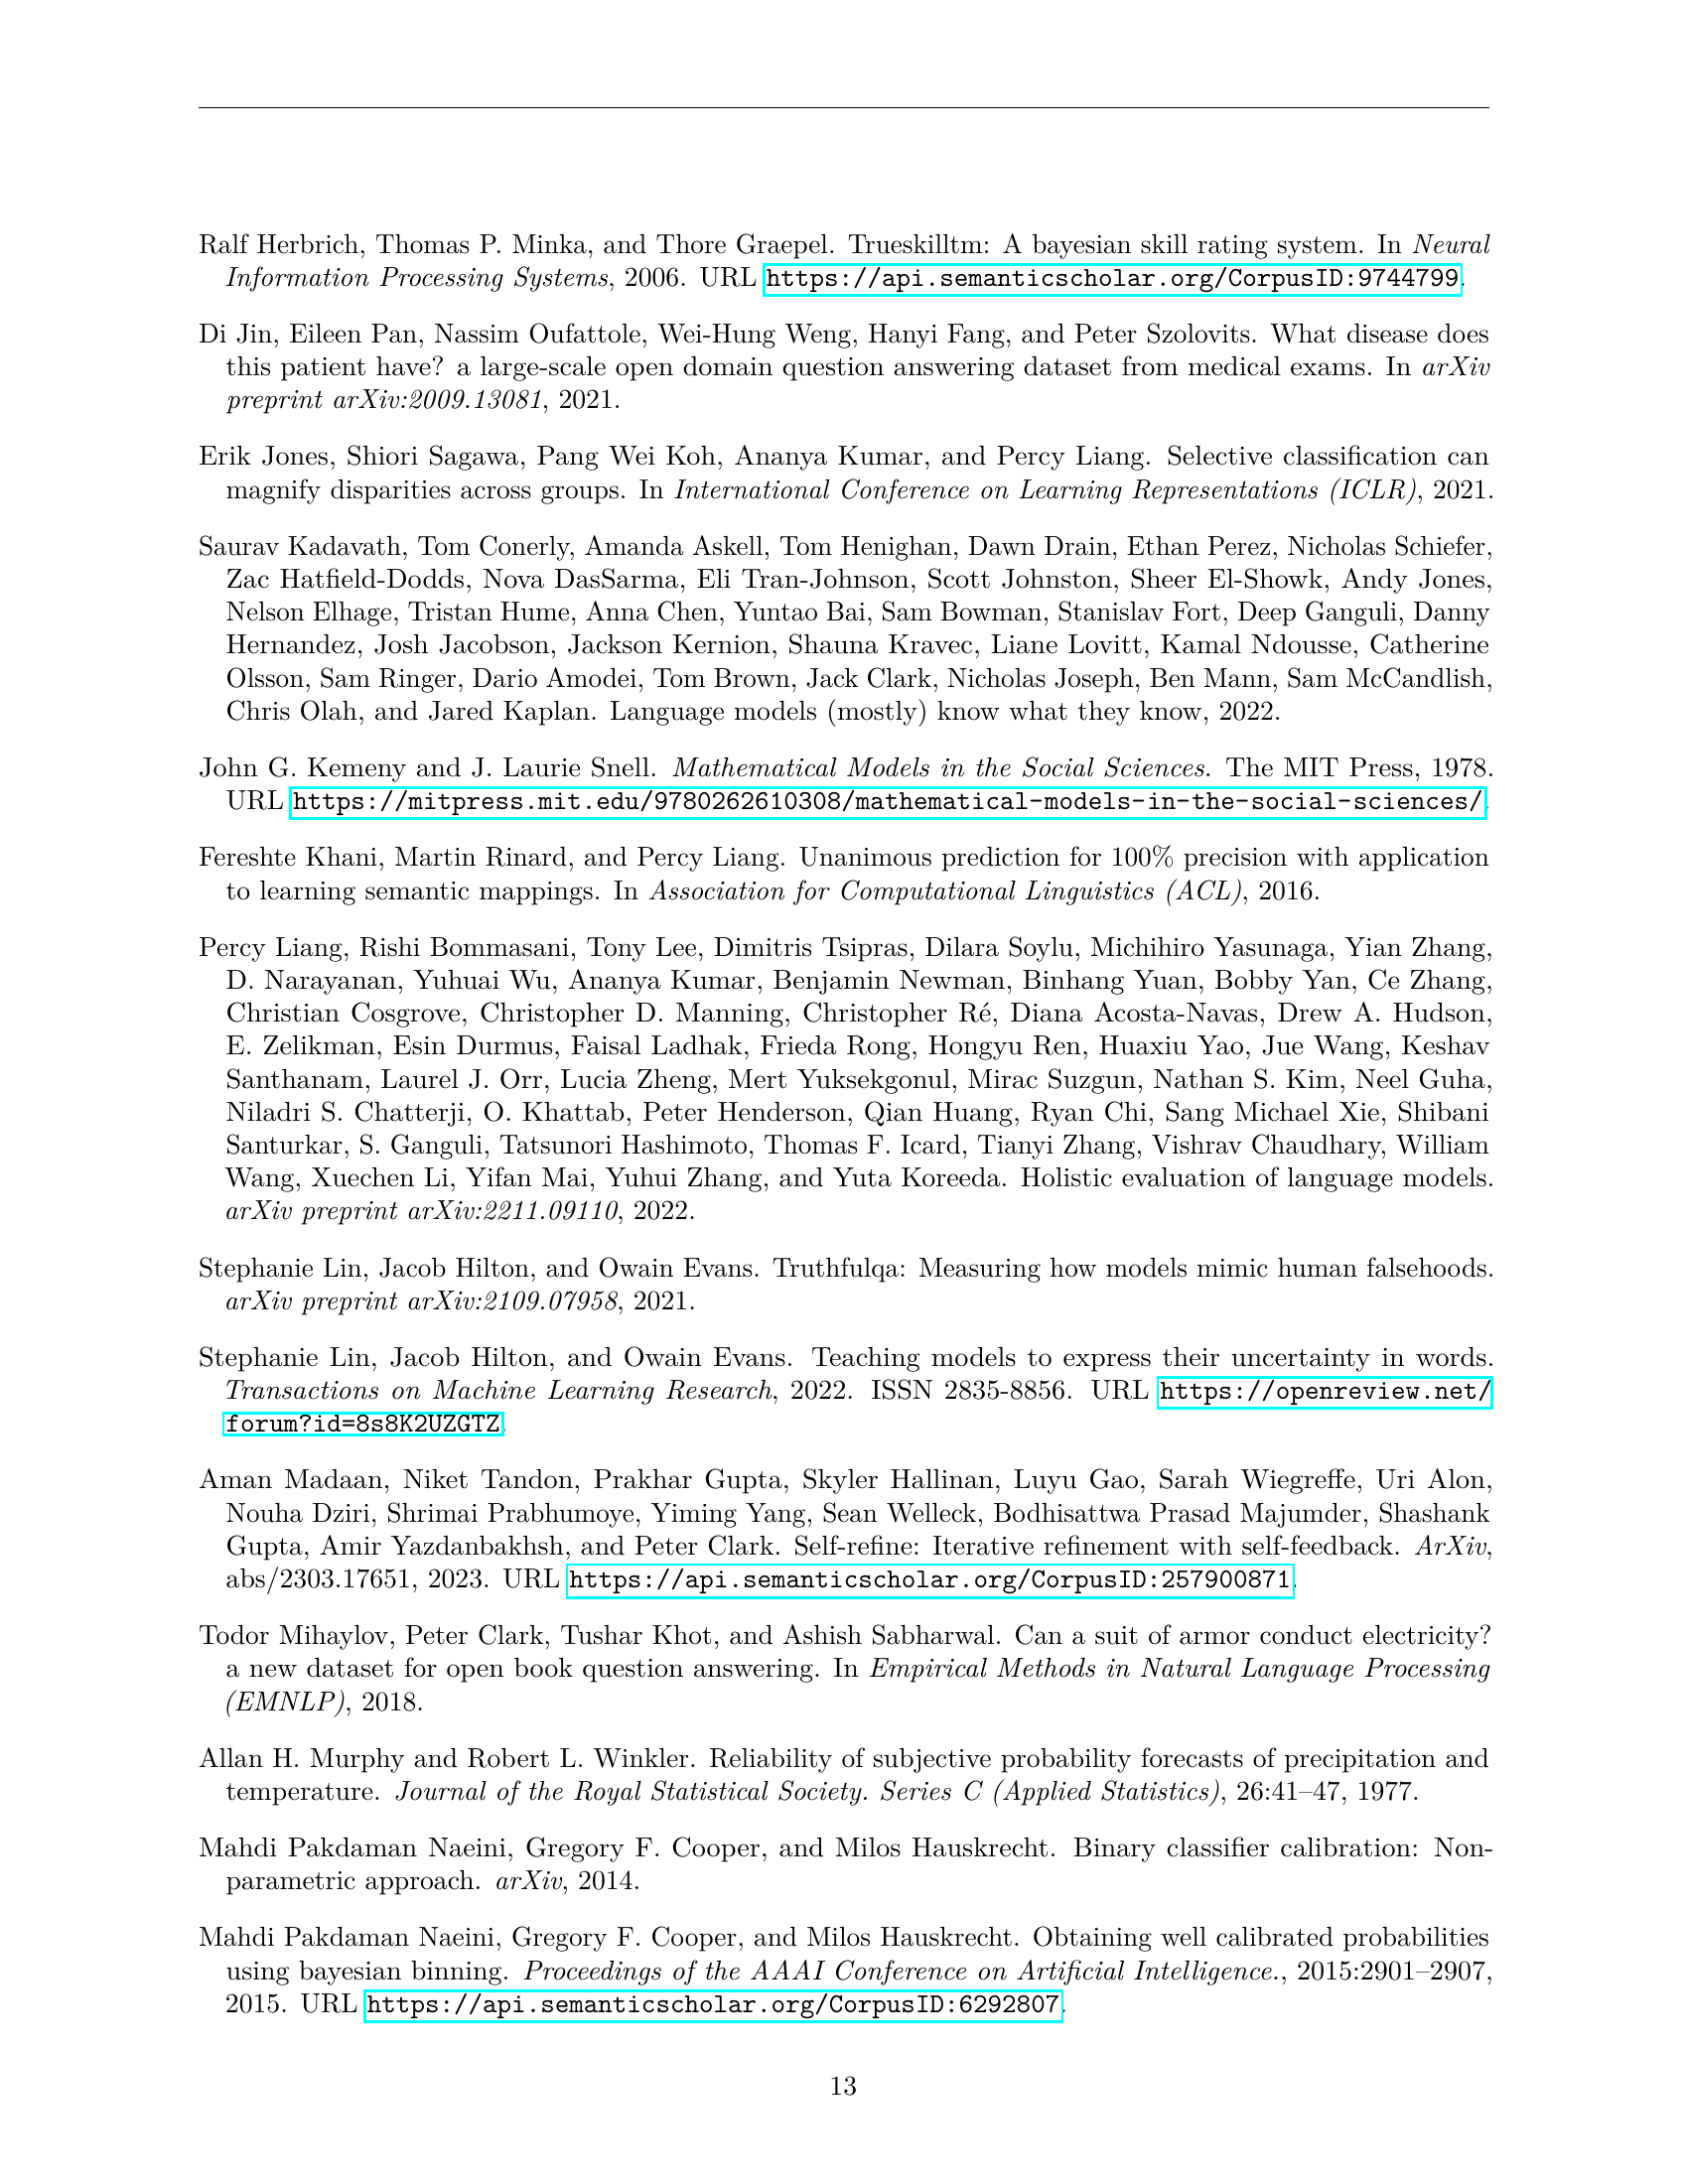 Ralf Herbrich, Thomas P. Minka, and Thore Graepel. Trueskilltm: A bayesian skill rating system. In Neural
Information Processing Systems, 2006. URL https://api.semanticscholar.org/CorpusID:9744799.
Di Jin, Eileen Pan, Nassim Oufattole, Wei-Hung Weng, Hanyi Fang, and Peter Szolovits. What disease does
this patient have? a large-scale open domain question answering dataset from medical exams. In arXiv
preprint arXiv:2009.13081, 2021.
Erik Jones, Shiori Sagawa, Pang Wei Koh, Ananya Kumar, and Percy Liang. Selective classification can
magnify disparities across groups. In International Conference on Learning Representations (ICLR), 2021.
Saurav Kadavath, Tom Conerly, Amanda Askell, Tom Henighan, Dawn Drain, Ethan Perez, Nicholas Schiefer,
Zac Hatfield-Dodds, Nova DasSarma, Eli Tran-Johnson, Scott Johnston, Sheer El-Showk, Andy Jones,
Nelson Elhage, Tristan Hume, Anna Chen, Yuntao Bai, Sam Bowman, Stanislav Fort, Deep Ganguli, Danny
Hernandez, Josh Jacobson, Jackson Kernion, Shauna Kravec, Liane Lovitt, Kamal Ndousse, Catherine
Olsson, Sam Ringer, Dario Amodei, Tom Brown, Jack Clark, Nicholas Joseph, Ben Mann, Sam McCandlish,
Chris Olah, and Jared Kaplan. Language models (mostly) know what they know, 2022.
John G. Kemeny and J. Laurie Snell. Mathematical Models in the Social Sciences. The MIT Press, 1978.
URL https://mitpress.mit.edu/9780262610308/mathematical-models-in-the-social-sciences/.
Fereshte Khani, Martin Rinard, and Percy Liang. Unanimous prediction for 100% precision with application
to learning semantic mappings. In Association for Computational Linguistics (ACL), 2016.
Percy Liang, Rishi Bommasani, Tony Lee, Dimitris Tsipras, Dilara Soylu, Michihiro Yasunaga, Yian Zhang,
D. Narayanan, Yuhuai Wu, Ananya Kumar, Benjamin Newman, Binhang Yuan, Bobby Yan, Ce Zhang,
Christian Cosgrove, Christopher D. Manning, Christopher Ré, Diana Acosta-Navas, Drew A. Hudson,
E. Zelikman, Esin Durmus, Faisal Ladhak, Frieda Rong, Hongyu Ren, Huaxiu Yao, Jue Wang, Keshav
Santhanam, Laurel J. Orr, Lucia Zheng, Mert Yuksekgonul, Mirac Suzgun, Nathan S. Kim, Neel Guha,
Niladri S. Chatterji, O. Khattab, Peter Henderson, Qian Huang, Ryan Chi, Sang Michael Xie, Shibani
Santurkar, S. Ganguli, Tatsunori Hashimoto, Thomas F. Icard, Tianyi Zhang, Vishrav Chaudhary, William
Wang, Xuechen Li, Yifan Mai, Yuhui Zhang, and Yuta Koreeda. Holistic evaluation of language models.
arXiv preprint arXiv:2211.09110, 2022.
Stephanie Lin, Jacob Hilton, and Owain Evans. Truthfulqa: Measuring how models mimic human falsehoods.
arXiv preprint arXiv:2109.07958, 2021.
Stephanie Lin, Jacob Hilton, and Owain Evans. Teaching models to express their uncertainty in words.
Transactions on Machine Learning Research, 2022. ISSN 2835-8856. URL https://openreview.net/
forum?id=8s8K2UZGTZ.
Aman Madaan, Niket Tandon, Prakhar Gupta, Skyler Hallinan, Luyu Gao, Sarah Wiegreffe, Uri Alon,
Nouha Dziri, Shrimai Prabhumoye, Yiming Yang, Sean Welleck, Bodhisattwa Prasad Majumder, Shashank
Gupta, Amir Yazdanbakhsh, and Peter Clark. Self-refine: Iterative refinement with self-feedback. ArXiv,
abs/2303.17651, 2023. URL https://api.semanticscholar.org/CorpusID:257900871.
Todor Mihaylov, Peter Clark, Tushar Khot, and Ashish Sabharwal. Can a suit of armor conduct electricity?
a new dataset for open book question answering. In Empirical Methods in Natural Language Processing
(EMNLP), 2018.
Allan H. Murphy and Robert L. Winkler. Reliability of subjective probability forecasts of precipitation and
temperature. Journal of the Royal Statistical Society. Series C (Applied Statistics), 26:41–47, 1977.
Mahdi Pakdaman Naeini, Gregory F. Cooper, and Milos Hauskrecht. Binary classifier calibration: Non-
parametric approach. arXiv, 2014.
Mahdi Pakdaman Naeini, Gregory F. Cooper, and Milos Hauskrecht. Obtaining well calibrated probabilities
using bayesian binning. Proceedings of the AAAI Conference on Artificial Intelligence., 2015:2901–2907,
2015. URL https://api.semanticscholar.org/CorpusID:6292807.
13